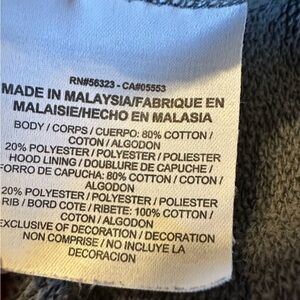 RN#56323 - CA#05553
MADE IN MALAYSIA/FABRIQUE EN
MALAISIE/HECHO EN MALASIA
BODY / CORPS / CUERPO: 80% COTTON /
COTON / ALGODON
20% POLYESTER / POLYESTER / POLIESTER
HOOD LINING / DOUBLURE DE CAPUCHE /
FORRO DE CAPUCHA: 80% COTTON / COTON /
ALGODON
20% POLYESTER / POLYESTER / POLIESTER
RIB / BORD COTE / RIBETE: 100% COTTON /
COTON / ALGODON
EXCLUSIVE OF DECORATION / DECORATION
NON COMPRISE / NO INCLUYE LA
DECORACION